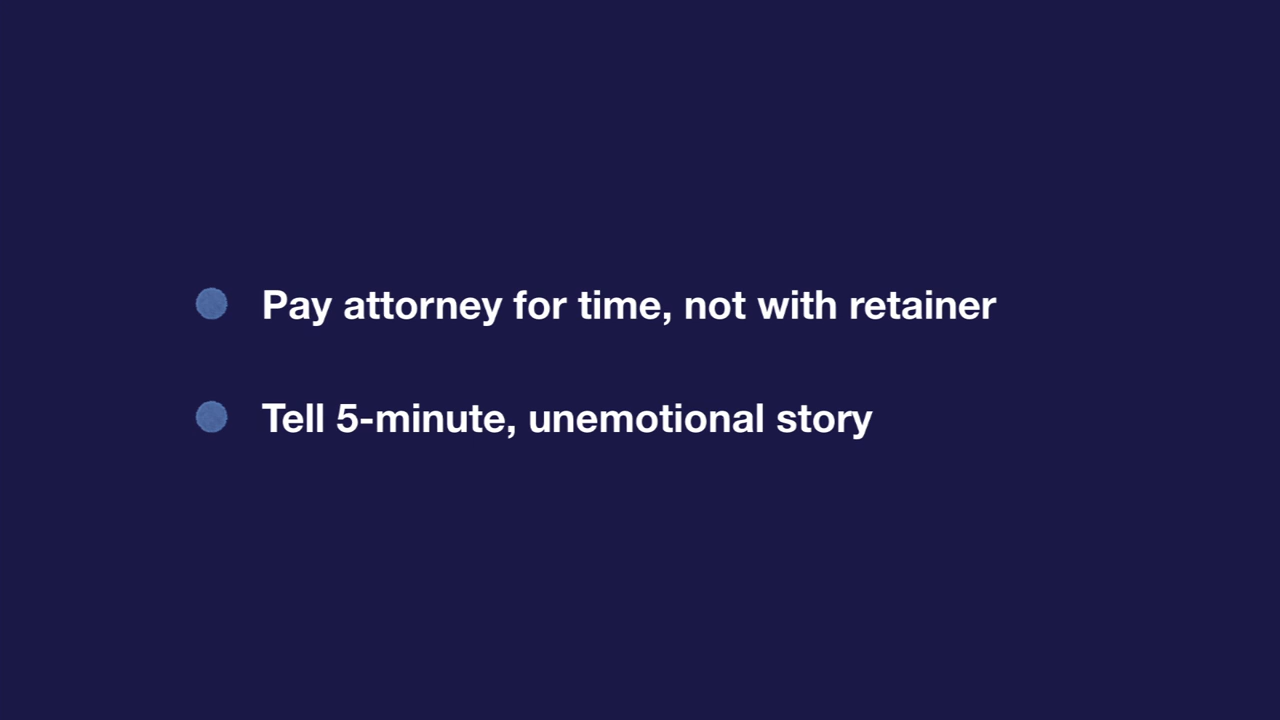 Pay attorney for time, not with retainer
Tell 5-minute, unemotional story